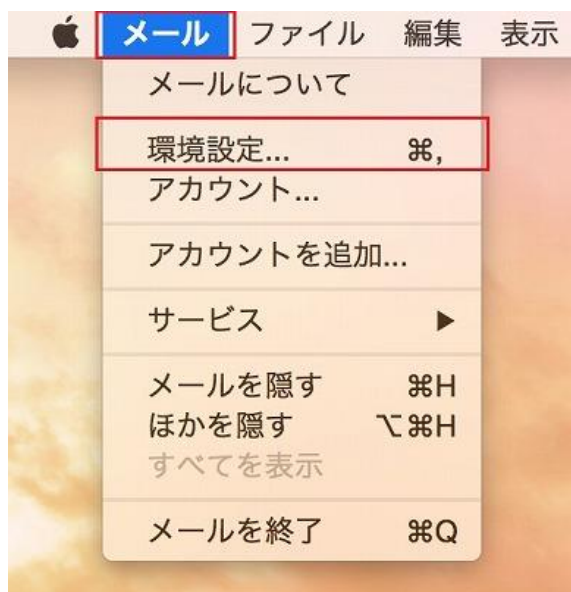 メール ファイル 編集 表示
メールについて
環境設定... ⌘,
アカウント...
アカウントを追加...
サービス ▶
メールを隠す ⌘H
ほかを隠す ⌥⌘H
すべてを表示
メールを終了 ⌘Q